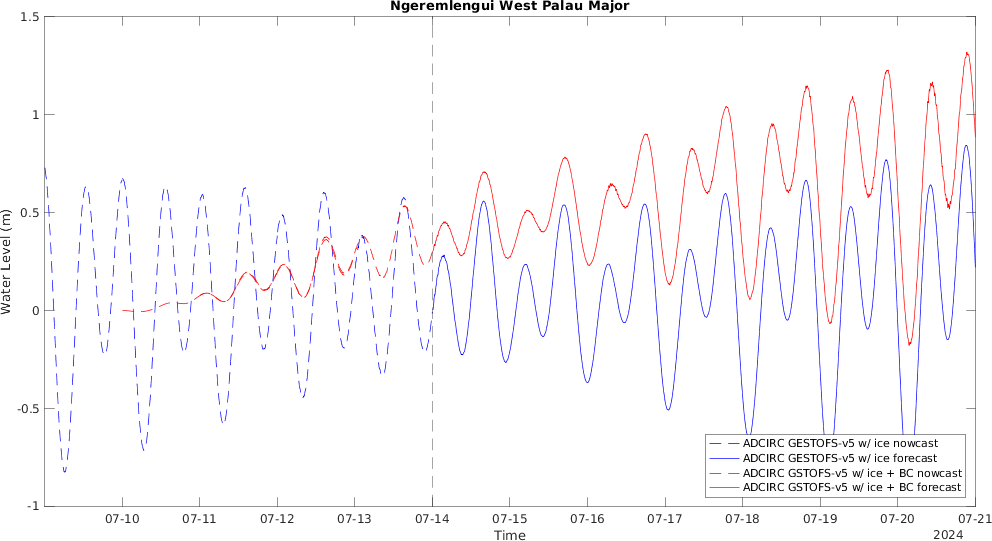 Ngeremlengui West Palau Major
1.5
1
0.5
0
-0.5
-1
Water Level (m)
ADCIRC GESTOFS-v5 w/ ice nowcast
ADCIRC GESTOFS-v5 w/ ice forecast
ADCIRC GSTOFS-v5 w/ ice + BC nowcast
ADCIRC GSTOFS-v5 w/ ice + BC forecast
07-10 07-11 07-12 07-13 07-14 07-15 07-16 07-17 07-18 07-19 07-20 07-21
Time
2024